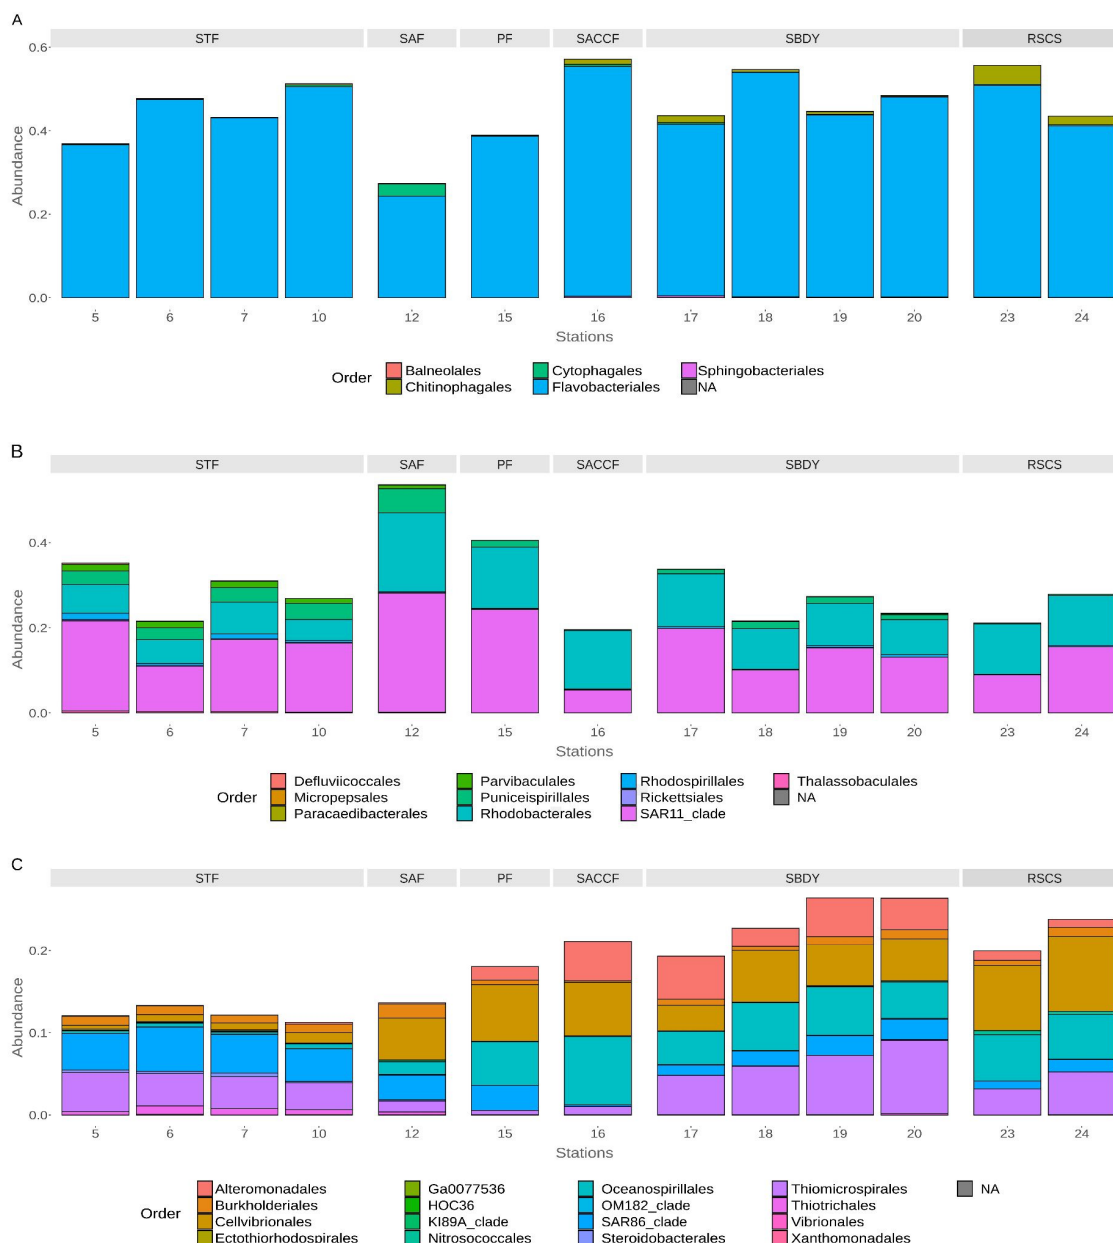 A
STF SAF PF SACCF SBDY RSCS
0.6
0.4
0.2
0.0
Abundance
5 6 7 10 12 15 16 17 18 19 20 23 24
Stations
Order
Balneolales Cytophagales Sphingobacteriales
Chitinophagales Flavobacteriales NA
B
STF SAF PF SACCF SBDY RSCS
0.4
0.2
0.0
Abundance
5 6 7 10 12 15 16 17 18 19 20 23 24
Stations
Order
Defluviicoccales Parvibaculales Rhodospirillales Thalassobaculales
Micropepsales Puniceispirillales Rickettsiales NA
Paracaedibacterales Rhodobacterales SAR11_clade
C
STF SAF PF SACCF SBDY RSCS
0.2
0.1
0.0
Abundance
5 6 7 10 12 15 16 17 18 19 20 23 24
Stations
Order
Alteromonadales Ga0077536 Oceanospirillales Thiomicrospirales NA
Burkholderiales HOC36 OM182_clade Thiotrichales
Cellvibrionales KI89A_clade SAR86_clade Vibrionales
Ectothiorhodospirales Nitrosococcales Steroidobacterales Xanthomonadales